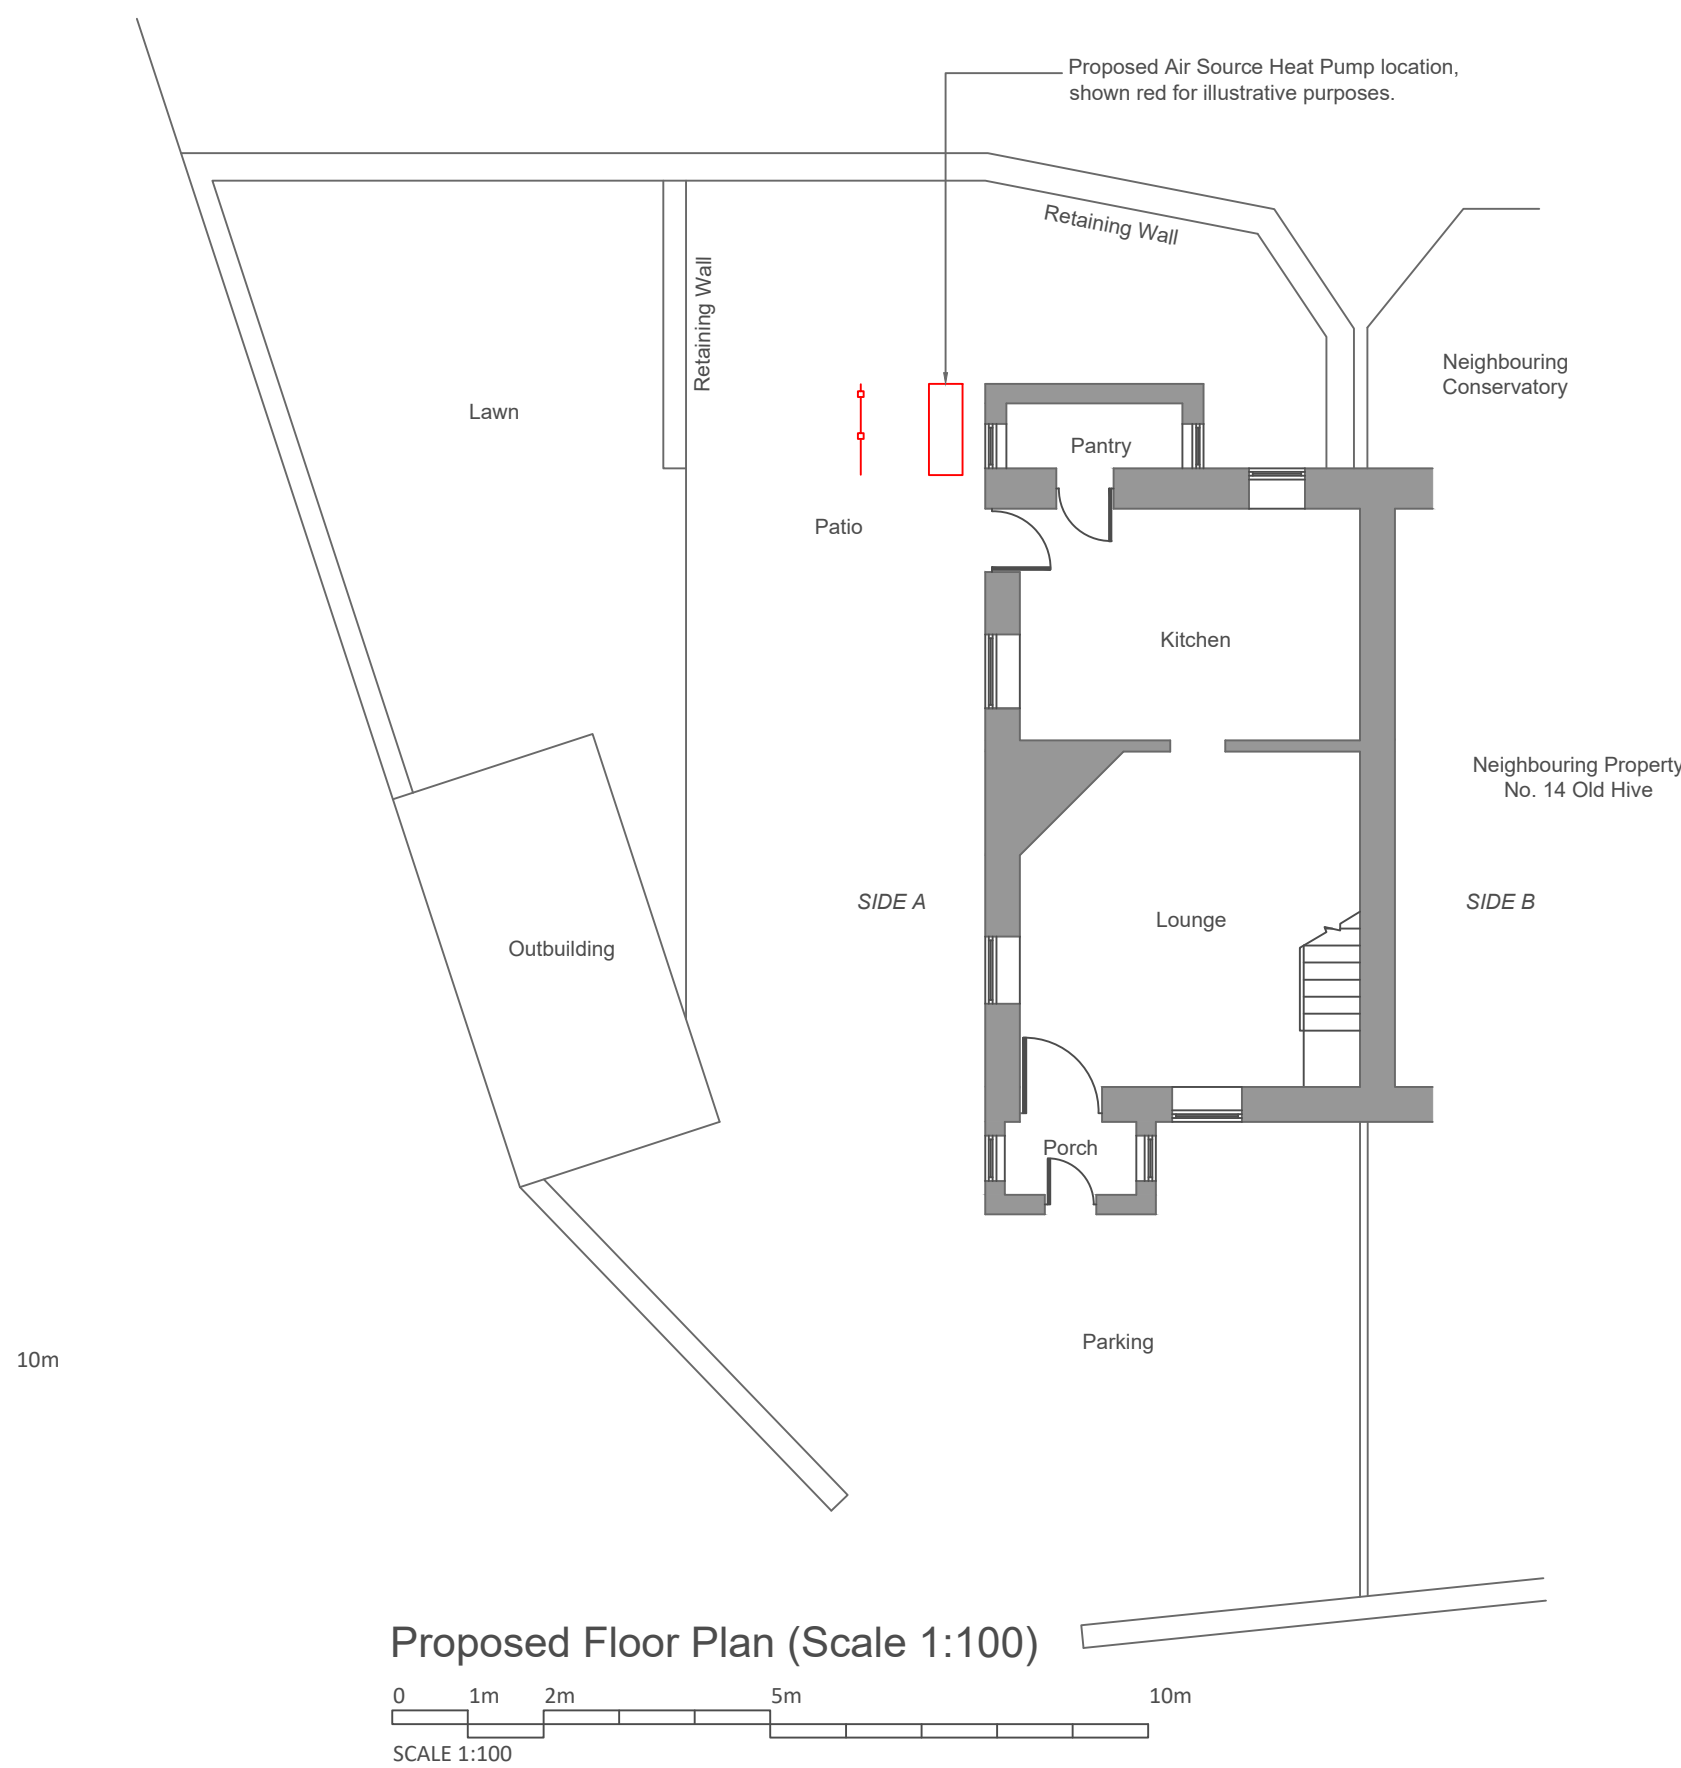 Proposed Air Source Heat Pump location,
shown red for illustrative purposes.
Retaining Wall
Retaining Wall
Neighbouring
Conservatory
Lawn
Pantry
Patio
Kitchen
Neighbouring Property
No. 14 Old Hive
SIDE A
SIDE B
Lounge
Outbuilding
Porch
Parking
10m
Proposed Floor Plan (Scale 1:100)
0 1m 2m 5m 10m
SCALE 1:100